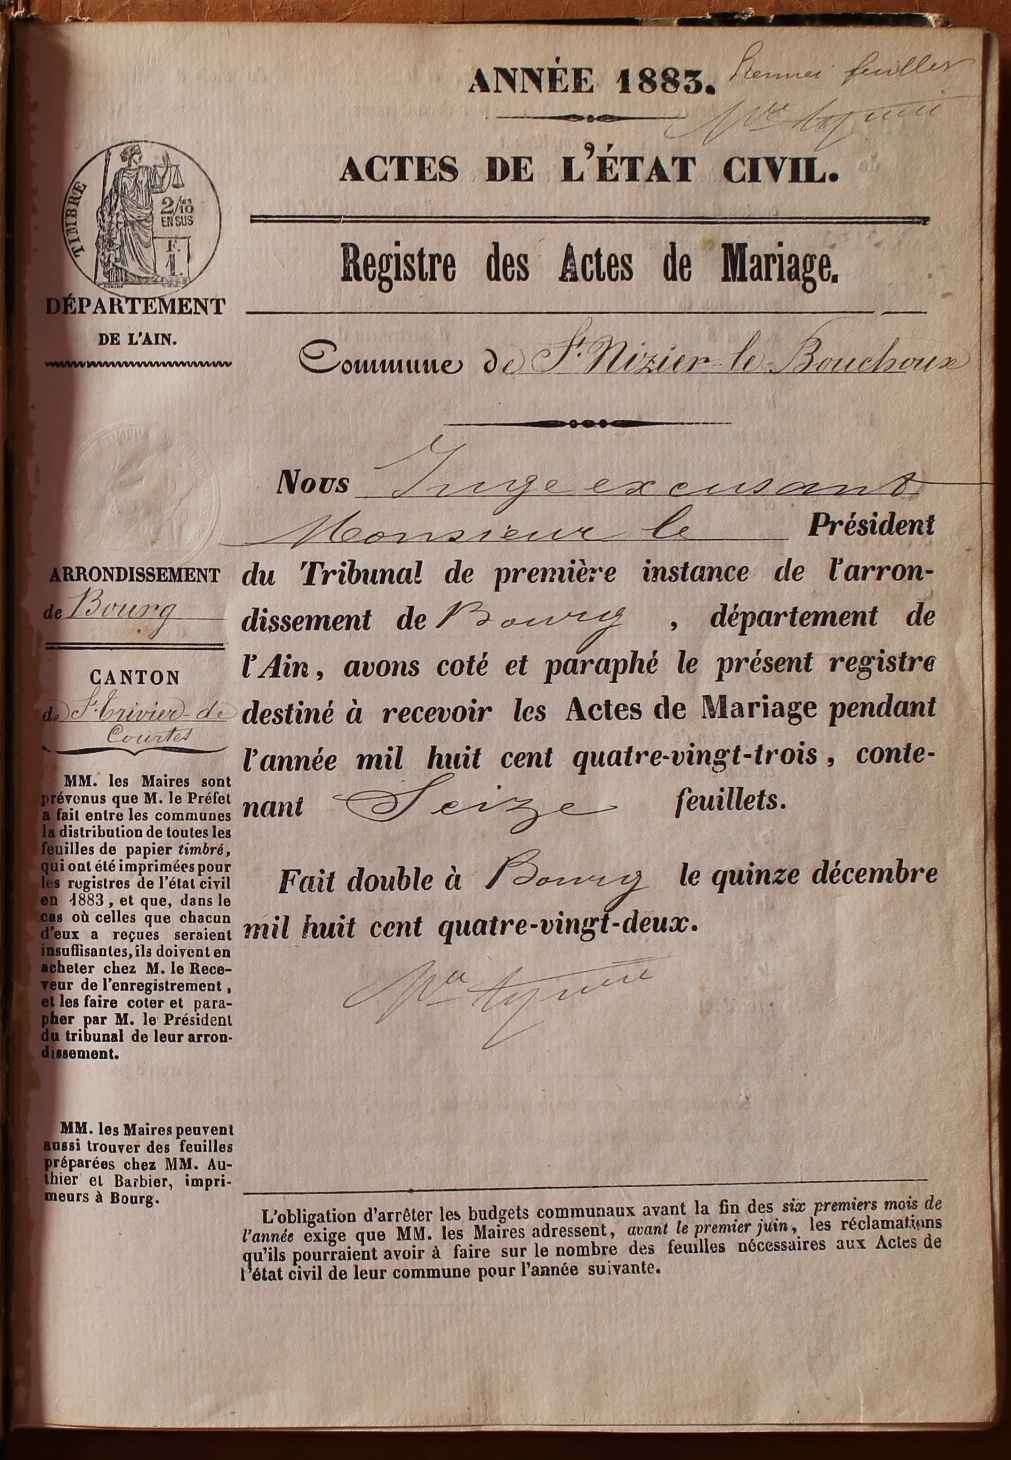 ANNÉE 1883.
feuillet
ACTES DE L'ÉTAT CIVIL.
Registre des Actes de Mariage.
Commune de St Nizier le Bouchoux
TIMBRE
2/10
EN SUS
F.
1.
DÉPARTEMENT
DE L'AIN.
ARRONDISSEMENT
de Bourg
CANTON
de St Trivier de
Courtes
MM. les Maires sont
prévenus que M. le Préfet
a fait entre les communes
la distribution de toutes les
feuilles de papier timbré,
qui ont été imprimées pour
les registres de l'état civil
en 1883, et que, dans le
cas où celles que chacun
d'eux a reçues seraient
insuffisantes, ils doivent en
acheter chez M. le Rece-
veur de l'enregistrement,
et les faire coter et para-
pher par M. le Président
du tribunal de leur arron-
dissement.
MM. les Maires peuvent
aussi trouver des feuilles
préparées chez MM. Au-
thier et Barbier, impri-
meurs à Bourg.
Nous Juge excusant
Monsieur le Président
du Tribunal de première instance de l'arron-
dissement de Bourg, département de
l'Ain, avons coté et paraphé le présent registre
destiné à recevoir les Actes de Mariage pendant
l'année mil huit cent quatre-vingt-trois, conte-
nant Seize feuillets.
Fait double à Bourg le quinze décembre
mil huit cent quatre-vingt-deux.
L'obligation d'arrêter les budgets communaux avant la fin des six premiers mois de
l'année exige que MM. les Maires adressent, avant le premier juin, les réclamations
qu'ils pourraient avoir à faire sur le nombre des feuilles nécessaires aux Actes de
l'état civil de leur commune pour l'année suivante.